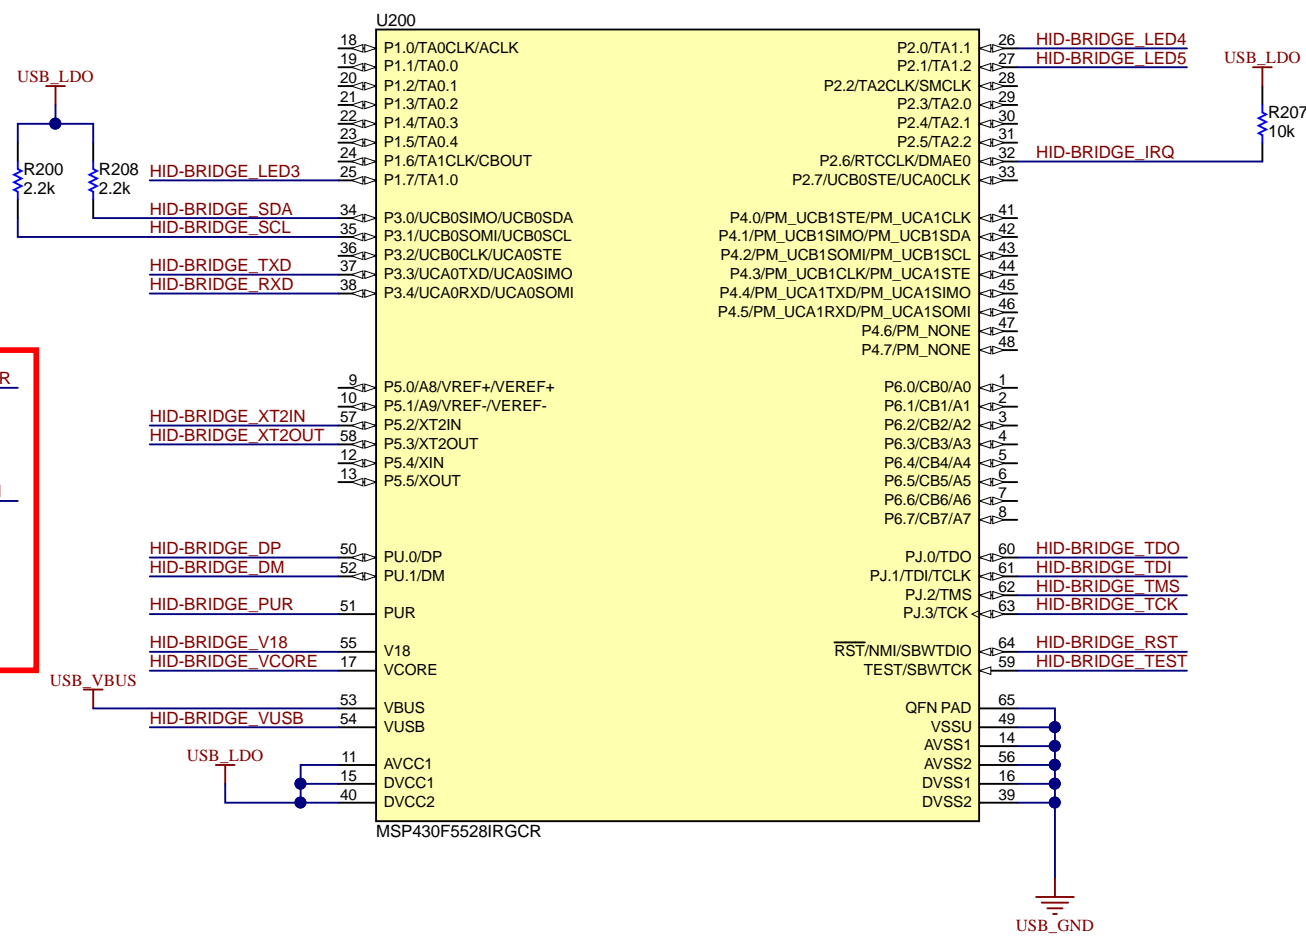 U200
18 P1.0/TA0CLK/ACLK
19 P1.1/TA0.0
20 P1.2/TA0.1
21 P1.3/TA0.2
22 P1.4/TA0.3
23 P1.5/TA0.4
24 P1.6/TA1CLK/CBOUT
HID-BRIDGE_LED3 25 P1.7/TA1.0
USB_LDO
R200
2.2k
R208
2.2k
HID-BRIDGE_SDA 34 P3.0/UCB0SIMO/UCB0SDA
HID-BRIDGE_SCL 35 P3.1/UCB0SOMI/UCB0SCL
36 P3.2/UCB0CLK/UCA0STE
HID-BRIDGE_TXD 37 P3.3/UCA0TXD/UCA0SIMO
HID-BRIDGE_RXD 38 P3.4/UCA0RXD/UCA0SOMI
R
9 P5.0/A8/VREF+/VEREF+
10 P5.1/A9/VREF-/VEREF-
HID-BRIDGE_XT2IN 57 P5.2/XT2IN
HID-BRIDGE_XT2OUT 58 P5.3/XT2OUT
12 P5.4/XIN
13 P5.5/XOUT
HID-BRIDGE_DP 50 PU.0/DP
HID-BRIDGE_DM 52 PU.1/DM
HID-BRIDGE_PUR 51 PUR
HID-BRIDGE_V18 55 V18
HID-BRIDGE_VCORE 17 VCORE
USB_VBUS
53 VBUS
HID-BRIDGE_VUSB 54 VUSB
USB_LDO
11 AVCC1
15 DVCC1
40 DVCC2
P2.0/TA1.1 26 HID-BRIDGE_LED4
P2.1/TA1.2 27 HID-BRIDGE_LED5
P2.2/TA2CLK/SMCLK 28
P2.3/TA2.0 29
P2.4/TA2.1 30
P2.5/TA2.2 31
P2.6/RTCCLK/DMAE0 32 HID-BRIDGE_IRQ
P2.7/UCB0STE/UCA0CLK 33
USB_LDO
R207
10k
P4.0/PM_UCB1STE/PM_UCA1CLK 41
P4.1/PM_UCB1SIMO/PM_UCB1SDA 42
P4.2/PM_UCB1SOMI/PM_UCB1SCL 43
P4.3/PM_UCB1CLK/PM_UCA1STE 44
P4.4/PM_UCA1TXD/PM_UCA1SIMO 45
P4.5/PM_UCA1RXD/PM_UCA1SOMI 46
P4.6/PM_NONE 47
P4.7/PM_NONE 48
P6.0/CB0/A0 1
P6.1/CB1/A1 2
P6.2/CB2/A2 3
P6.3/CB3/A3 4
P6.4/CB4/A4 5
P6.5/CB5/A5 6
P6.6/CB6/A6 7
P6.7/CB7/A7 8
PJ.0/TDO 60 HID-BRIDGE_TDO
PJ.1/TDI/TCLK 61 HID-BRIDGE_TDI
PJ.2/TMS 62 HID-BRIDGE_TMS
PJ.3/TCK 63 HID-BRIDGE_TCK
RST/NMI/SBWTDIO 64 HID-BRIDGE_RST
TEST/SBWTCK 59 HID-BRIDGE_TEST
QFN PAD 65
VSSU 49
AVSS1 14
AVSS2 56
DVSS1 16
DVSS2 39
MSP430F5528IRGCR
USB_GND